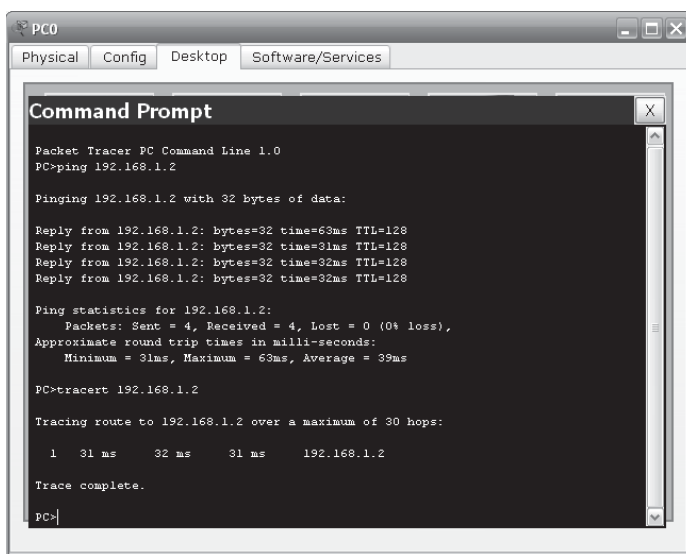 PC0
Physical Config Desktop Software/Services
Command Prompt X
Packet Tracer PC Command Line 1.0
PC>ping 192.168.1.2
Pinging 192.168.1.2 with 32 bytes of data:
Reply from 192.168.1.2: bytes=32 time=63ms TTL=128
Reply from 192.168.1.2: bytes=32 time=31ms TTL=128
Reply from 192.168.1.2: bytes=32 time=32ms TTL=128
Reply from 192.168.1.2: bytes=32 time=32ms TTL=128
Ping statistics for 192.168.1.2:
Packets: Sent = 4, Received = 4, Lost = 0 (0% loss),
Approximate round trip times in milli-seconds:
Minimum = 31ms, Maximum = 63ms, Average = 39ms
PC>tracert 192.168.1.2
Tracing route to 192.168.1.2 over a maximum of 30 hops:
1 31 ms 32 ms 31 ms 192.168.1.2
Trace complete.
PC>